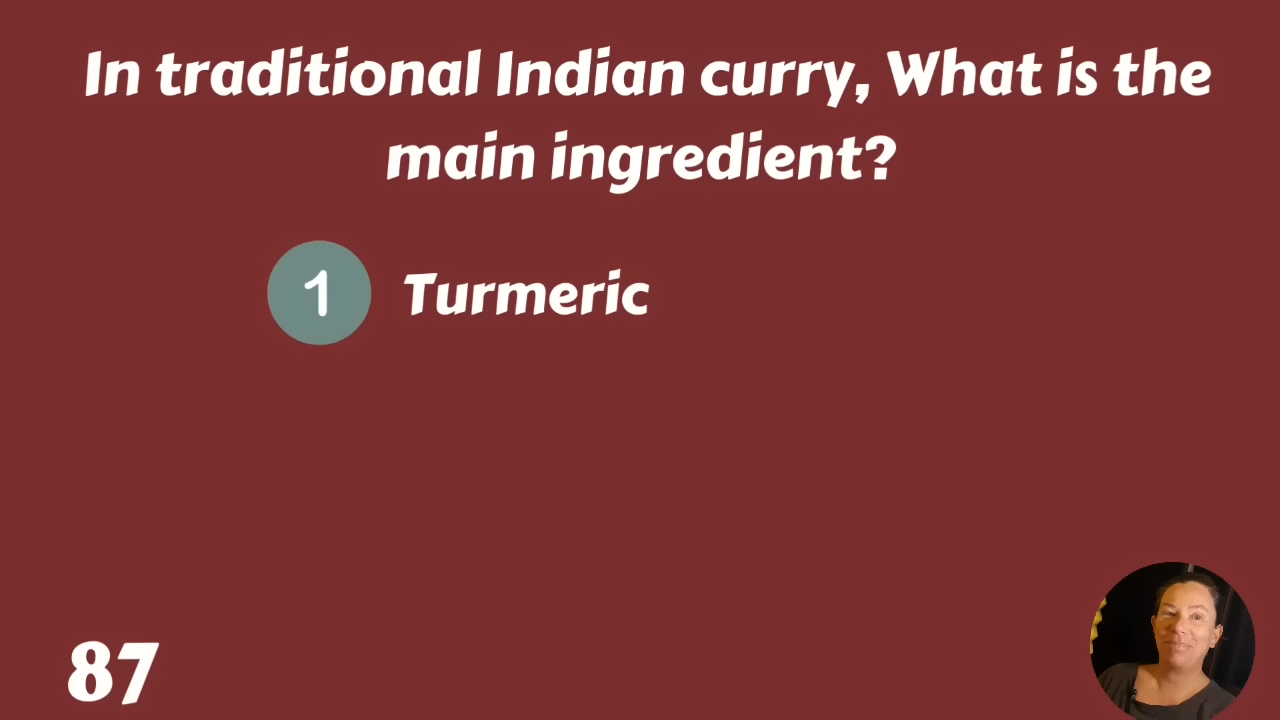 In traditional Indian curry, What is the
main ingredient?
1 Turmeric
87